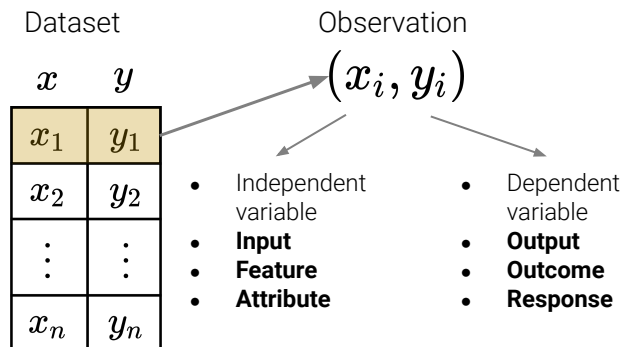 Dataset
Observation
x y
(x_i, y_i)
x_1 y_1
x_2 y_2
⋮ ⋮
x_n y_n
• Independent variable
• Input
• Feature
• Attribute
• Dependent variable
• Output
• Outcome
• Response